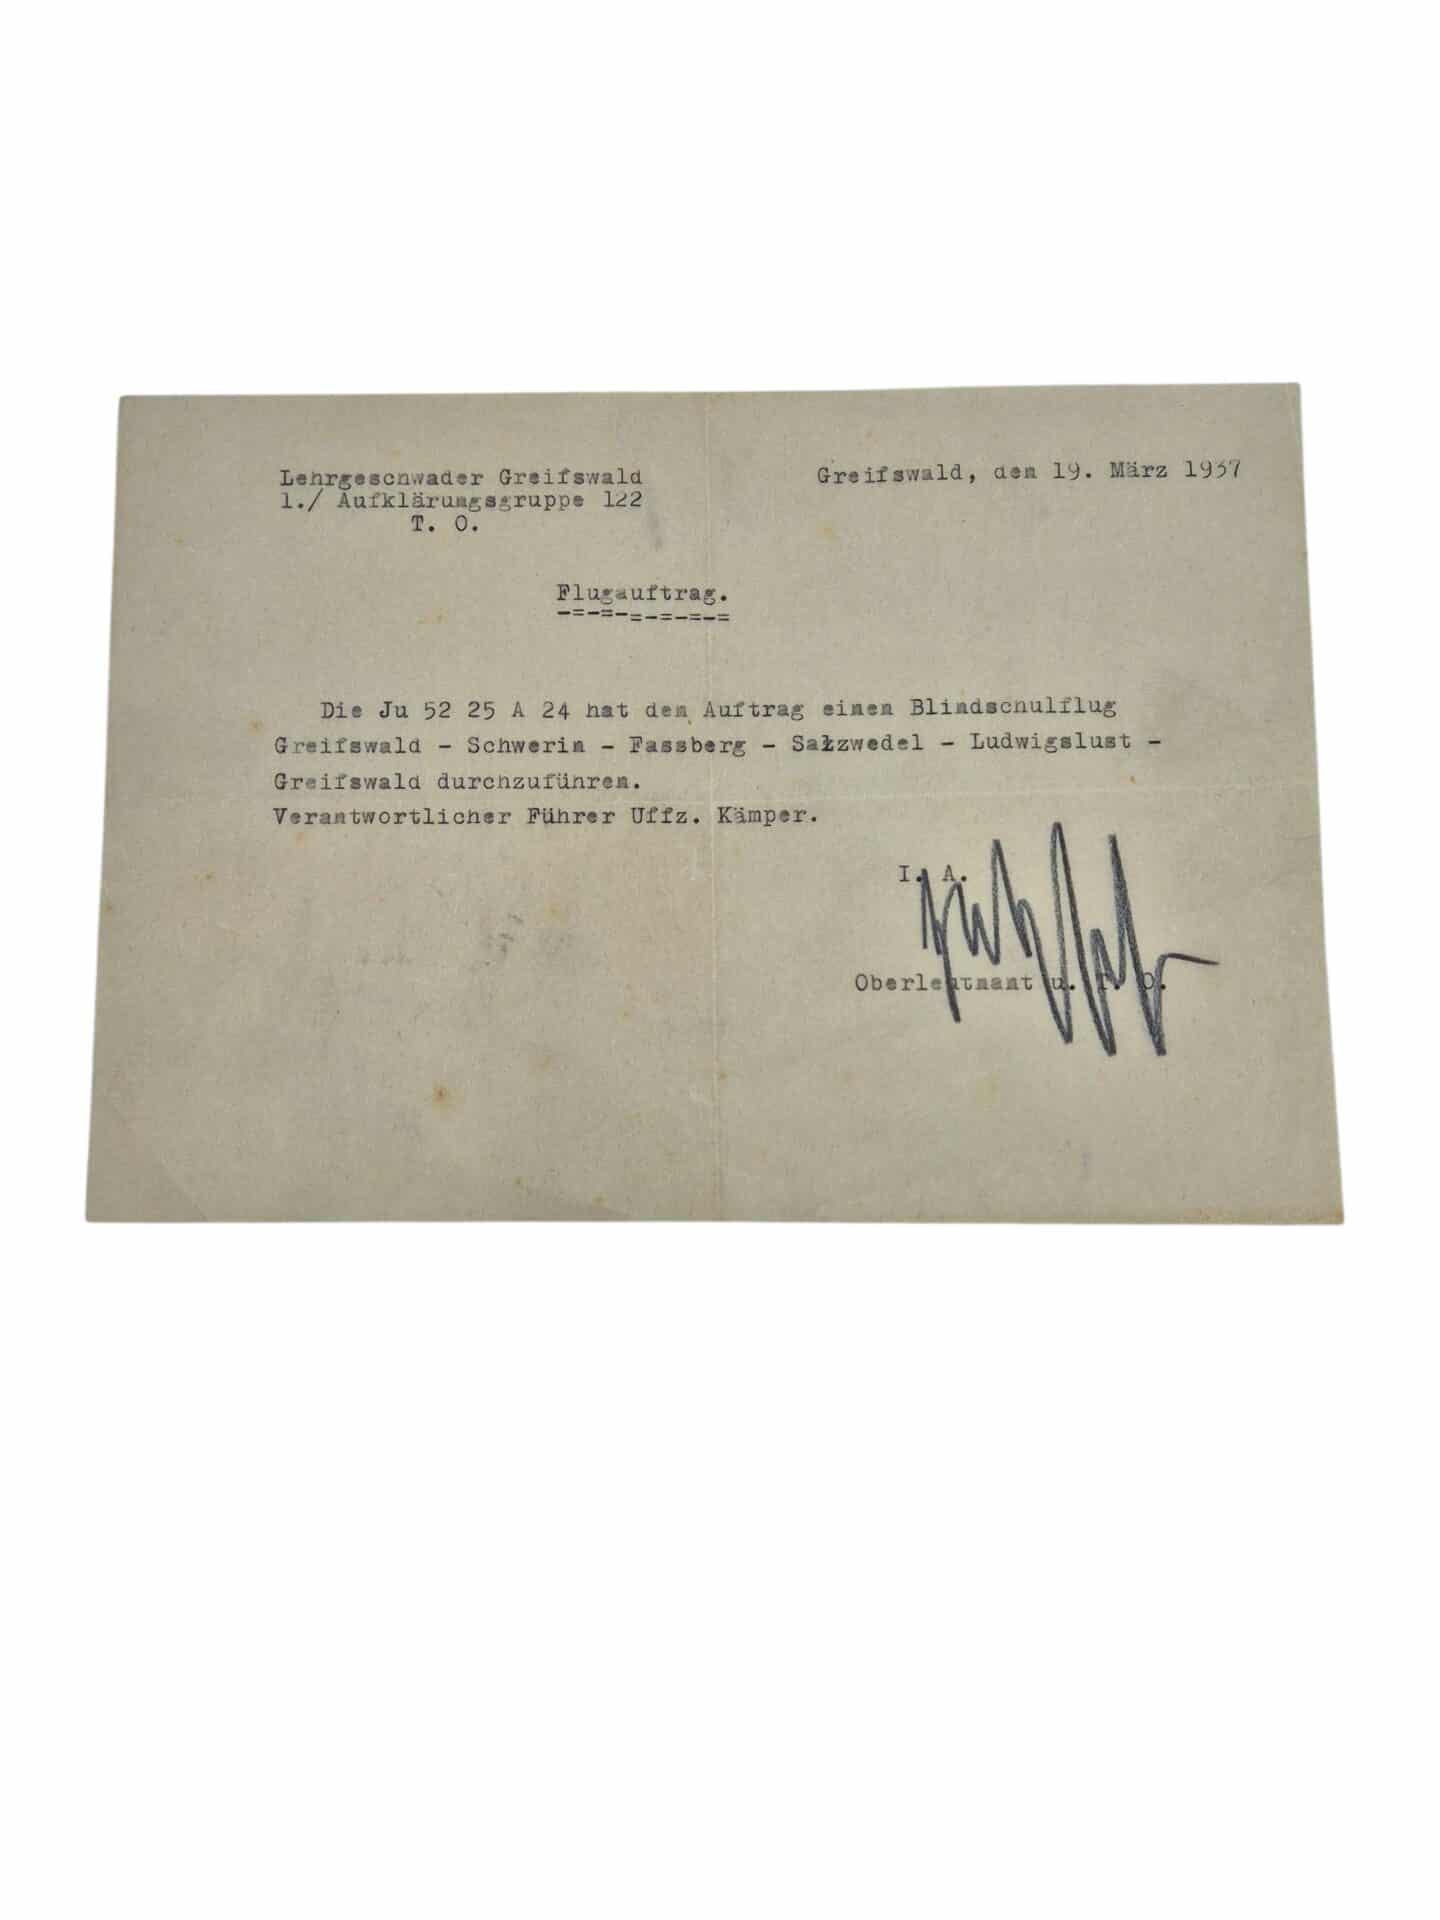 Lehrgeschwader Greifswald
Greifswald, den 19. März 1937
1./ Aufklärungsgruppe 122
T. O.
Flugauftrag.
-=-=-=-=-=-=
Die Ju 52 25 A 24 hat den Auftrag einen Blindschulflug
Greifswald - Schwerin - Fassberg - Salzwedel - Ludwigslust -
Greifswald durchzuführen.
Verantwortlicher Führer Uffz. Kämper.
I. A.
Oberleutnant u. T. O.